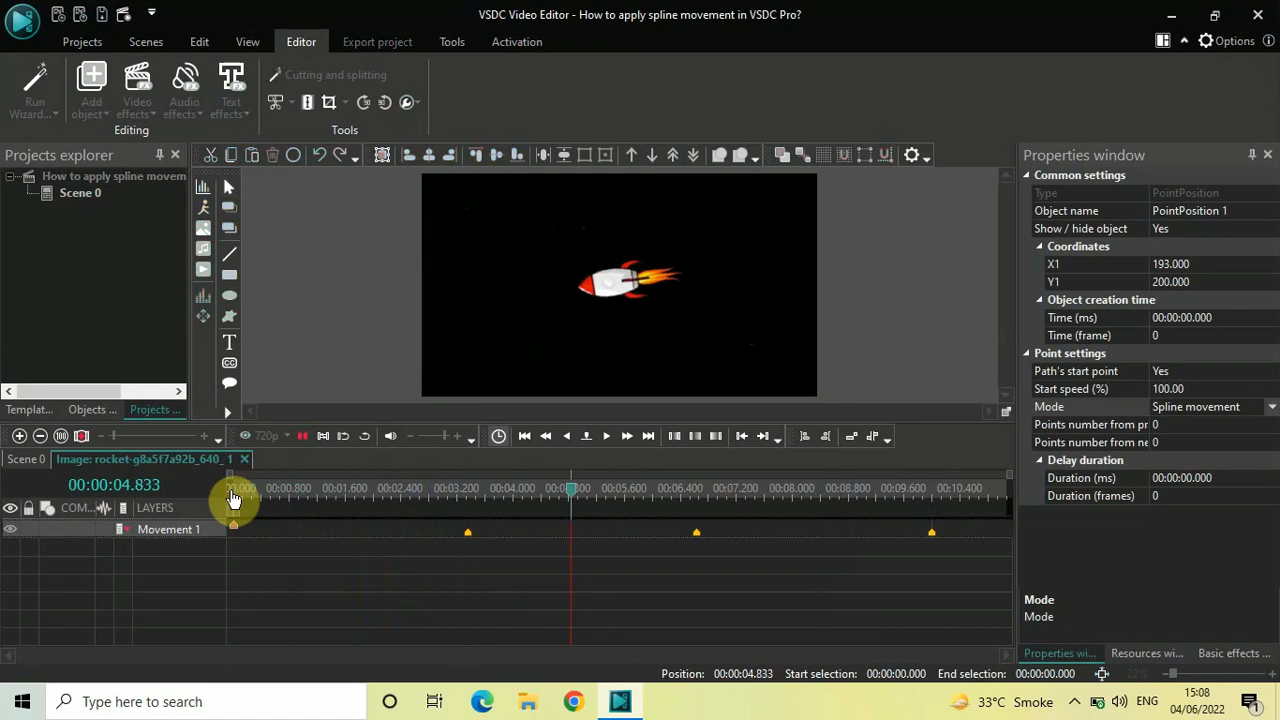 VSDC Video Editor - How to apply spline movement in VSDC Pro?
Projects Scenes Edit View Editor Export project Tools Activation
Options
Run
Wizard...
Add
object
Video
effects
Audio
effects
Text
effects
Cutting and splitting
Editing
Tools
Projects explorer
How to apply spline movem
Scene 0
Templat... Objects ... Projects ...
T
CC
Properties window
Common settings
Type PointPosition
Object name PointPosition 1
Show / hide object Yes
Coordinates
X1 193.000
Y1 200.000
Object creation time
Time (ms) 00:00:00.000
Time (frame) 0
Point settings
Path's start point Yes
Start speed (%) 100.00
Mode Spline movement
Points number from pr 0
Points number from ne 0
Delay duration
Duration (ms) 00:00:00.000
Duration (frames) 0
Mode
Mode
Properties wi... Resources wi... Basic effects ...
720p
Scene 0 Image: rocket-g8a5f7a92b_640_ 1
00:00:04.833
00:00.800 00:01.600 00:02.400 00:03.200 00:04.000 00:05.600 00:06.400 00:07.200 00:08.000 00:08.800 00:09.600 00:10.400
COM... LAYERS
Movement 1
Position: 00:00:04.833 Start selection: 00:00:00.000 End selection: 00:00:00.000
Type here to search
33°C Smoke
ENG
15:08
04/06/2022
1